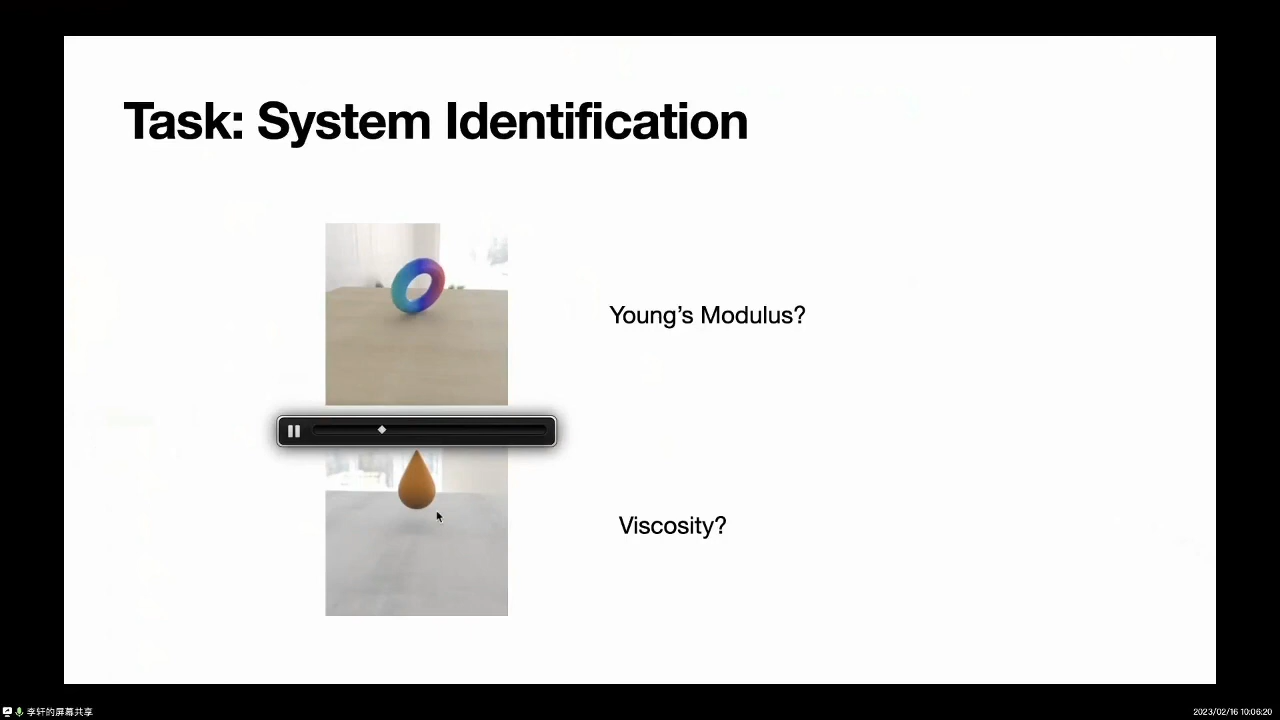 Task: System Identification
Young's Modulus?
Viscosity?
李轩的屏幕共享
2023/02/16 10:06:20